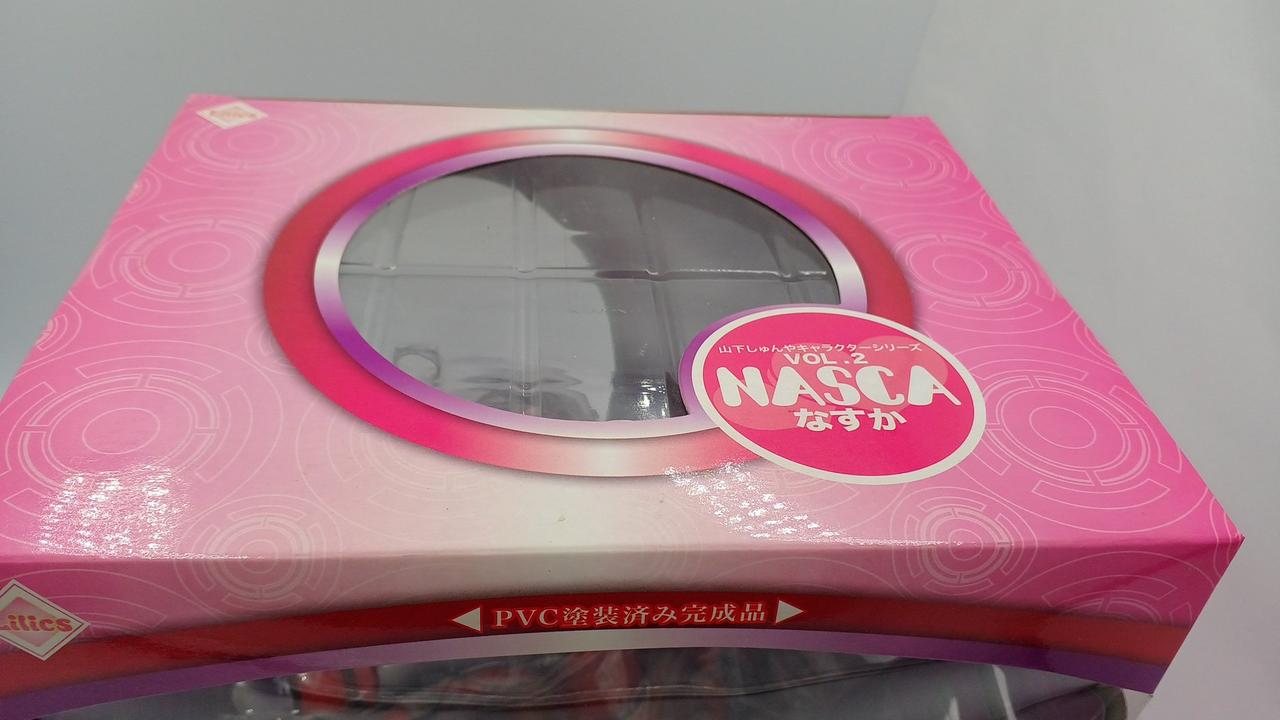 山下しゅんやキャラクターシリーズ
VOL.2
NASCA
なすか
PVC塗装済み完成品
Lilics